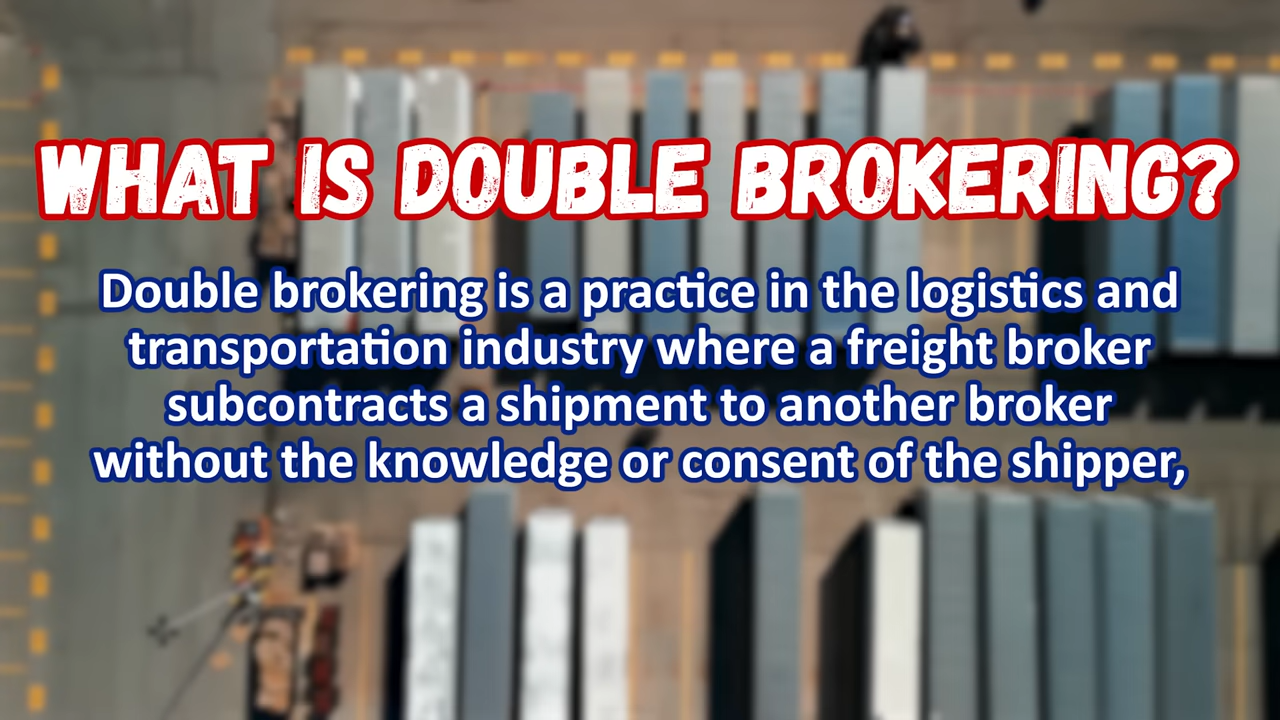 WHAT IS DOUBLE BROKERING?
Double brokering is a practice in the logistics and
transportation industry where a freight broker
subcontracts a shipment to another broker
without the knowledge or consent of the shipper,